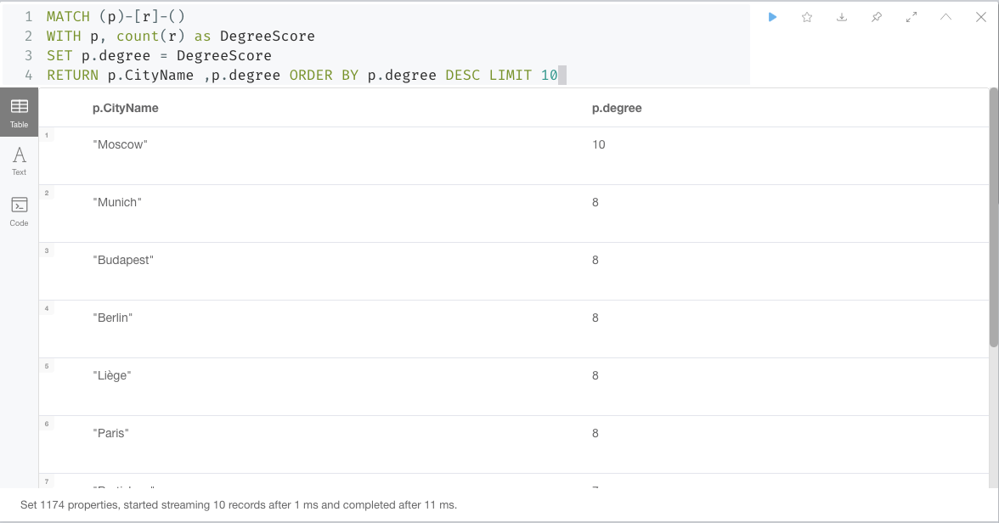 1 MATCH (p)-[r]-()
2 WITH p, count(r) as DegreeScore
3 SET p.degree = DegreeScore
4 RETURN p.CityName ,p.degree ORDER BY p.degree DESC LIMIT 10
Table
Text
Code
p.CityName p.degree
1 "Moscow" 10
2 "Munich" 8
3 "Budapest" 8
4 "Berlin" 8
5 "Liège" 8
6 "Paris" 8
7
Set 1174 properties, started streaming 10 records after 1 ms and completed after 11 ms.